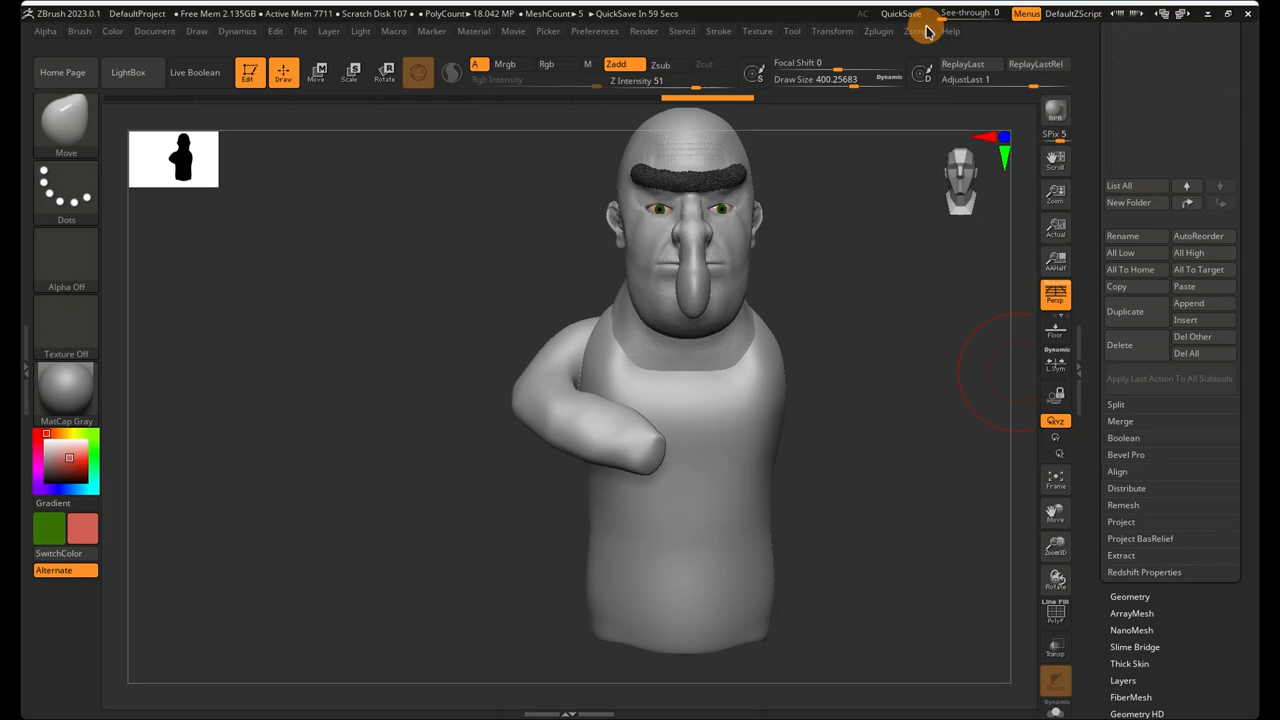 ZBrush 2023.0.1 DefaultProject • Free Mem 2.135GB • Active Mem 7711 • Scratch Disk 107 • ▸ PolyCount▸ 18.042 MP • MeshCount▸ 5 ▸ QuickSave In 59 Secs AC QuickSave See-through 0 Menus DefaultZScript
Alpha Brush Color Document Draw Dynamics Edit File Layer Light Macro Marker Material Movie Picker Preferences Render Stencil Stroke Texture Tool Transform Zplugin Help
Home Page LightBox Live Boolean Edit Draw Move Scale Rotate A Mrgb Rgb M Zadd Zsub Zcut Focal Shift 0 ReplayLast ReplayLastRel
Rgb Intensity Z Intensity 51 S Draw Size 400.25683 Dynamic D AdjustLast 1
Move
Dots
Alpha Off
Texture Off
MatCap Gray
Gradient
SwitchColor
Alternate
BPR
SPix 5
Scroll
Zoom
Actual
AAHalf
Persp
Floor
Dynamic
L.Sym
XYZ
Frame
Move
Zoom3D
Rotate
Line Fill
PolyF
Transp
Dynamic
List All
New Folder
Rename AutoReorder
All Low All High
All To Home All To Target
Copy Paste
Duplicate Append
Insert
Delete Del Other
Del All
Apply Last Action To All Subtools
Split
Merge
Boolean
Bevel Pro
Align
Distribute
Remesh
Project
Project BasRelief
Extract
Redshift Properties
Geometry
ArrayMesh
NanoMesh
Slime Bridge
Thick Skin
Layers
FiberMesh
Geometry HD